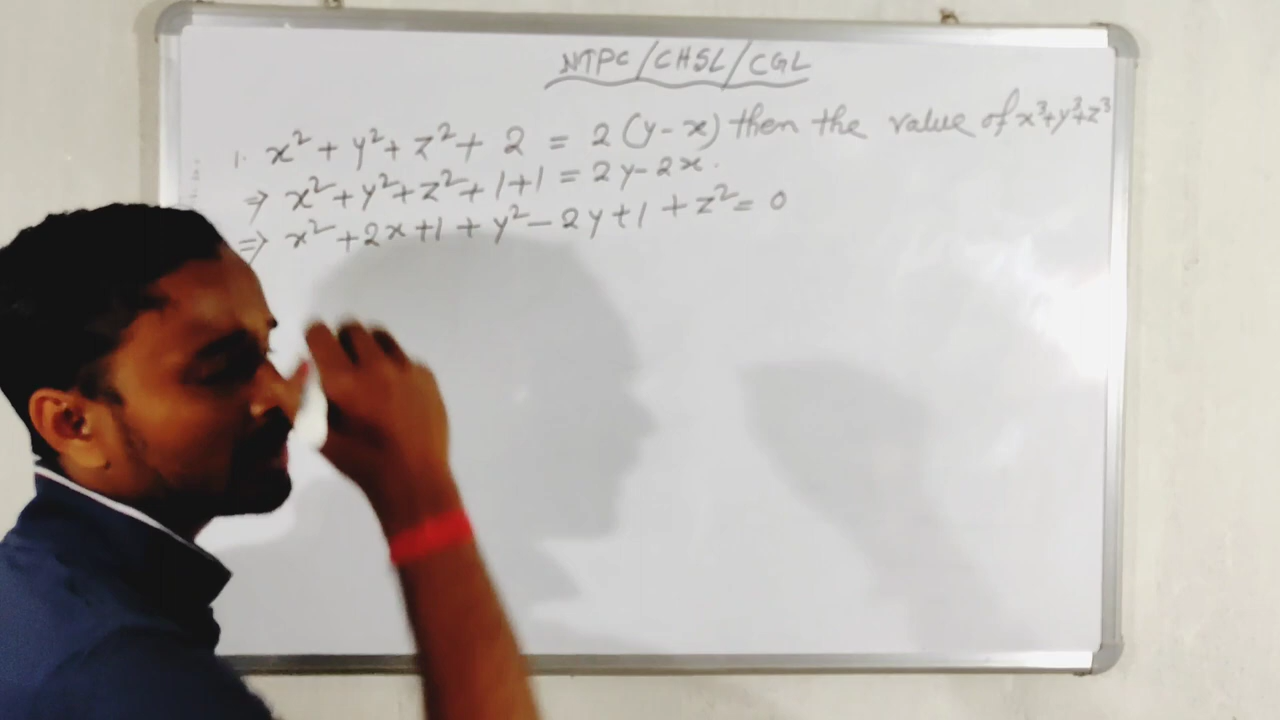 NTPC/CHSL/CGL
1. x²+y²+z²+2 = 2(y-x) then the value of x³+y³+z³
⇒ x²+y²+z²+1+1 = 2y-2x.
⇒ x²+2x+1+y²-2y+1+z² = 0